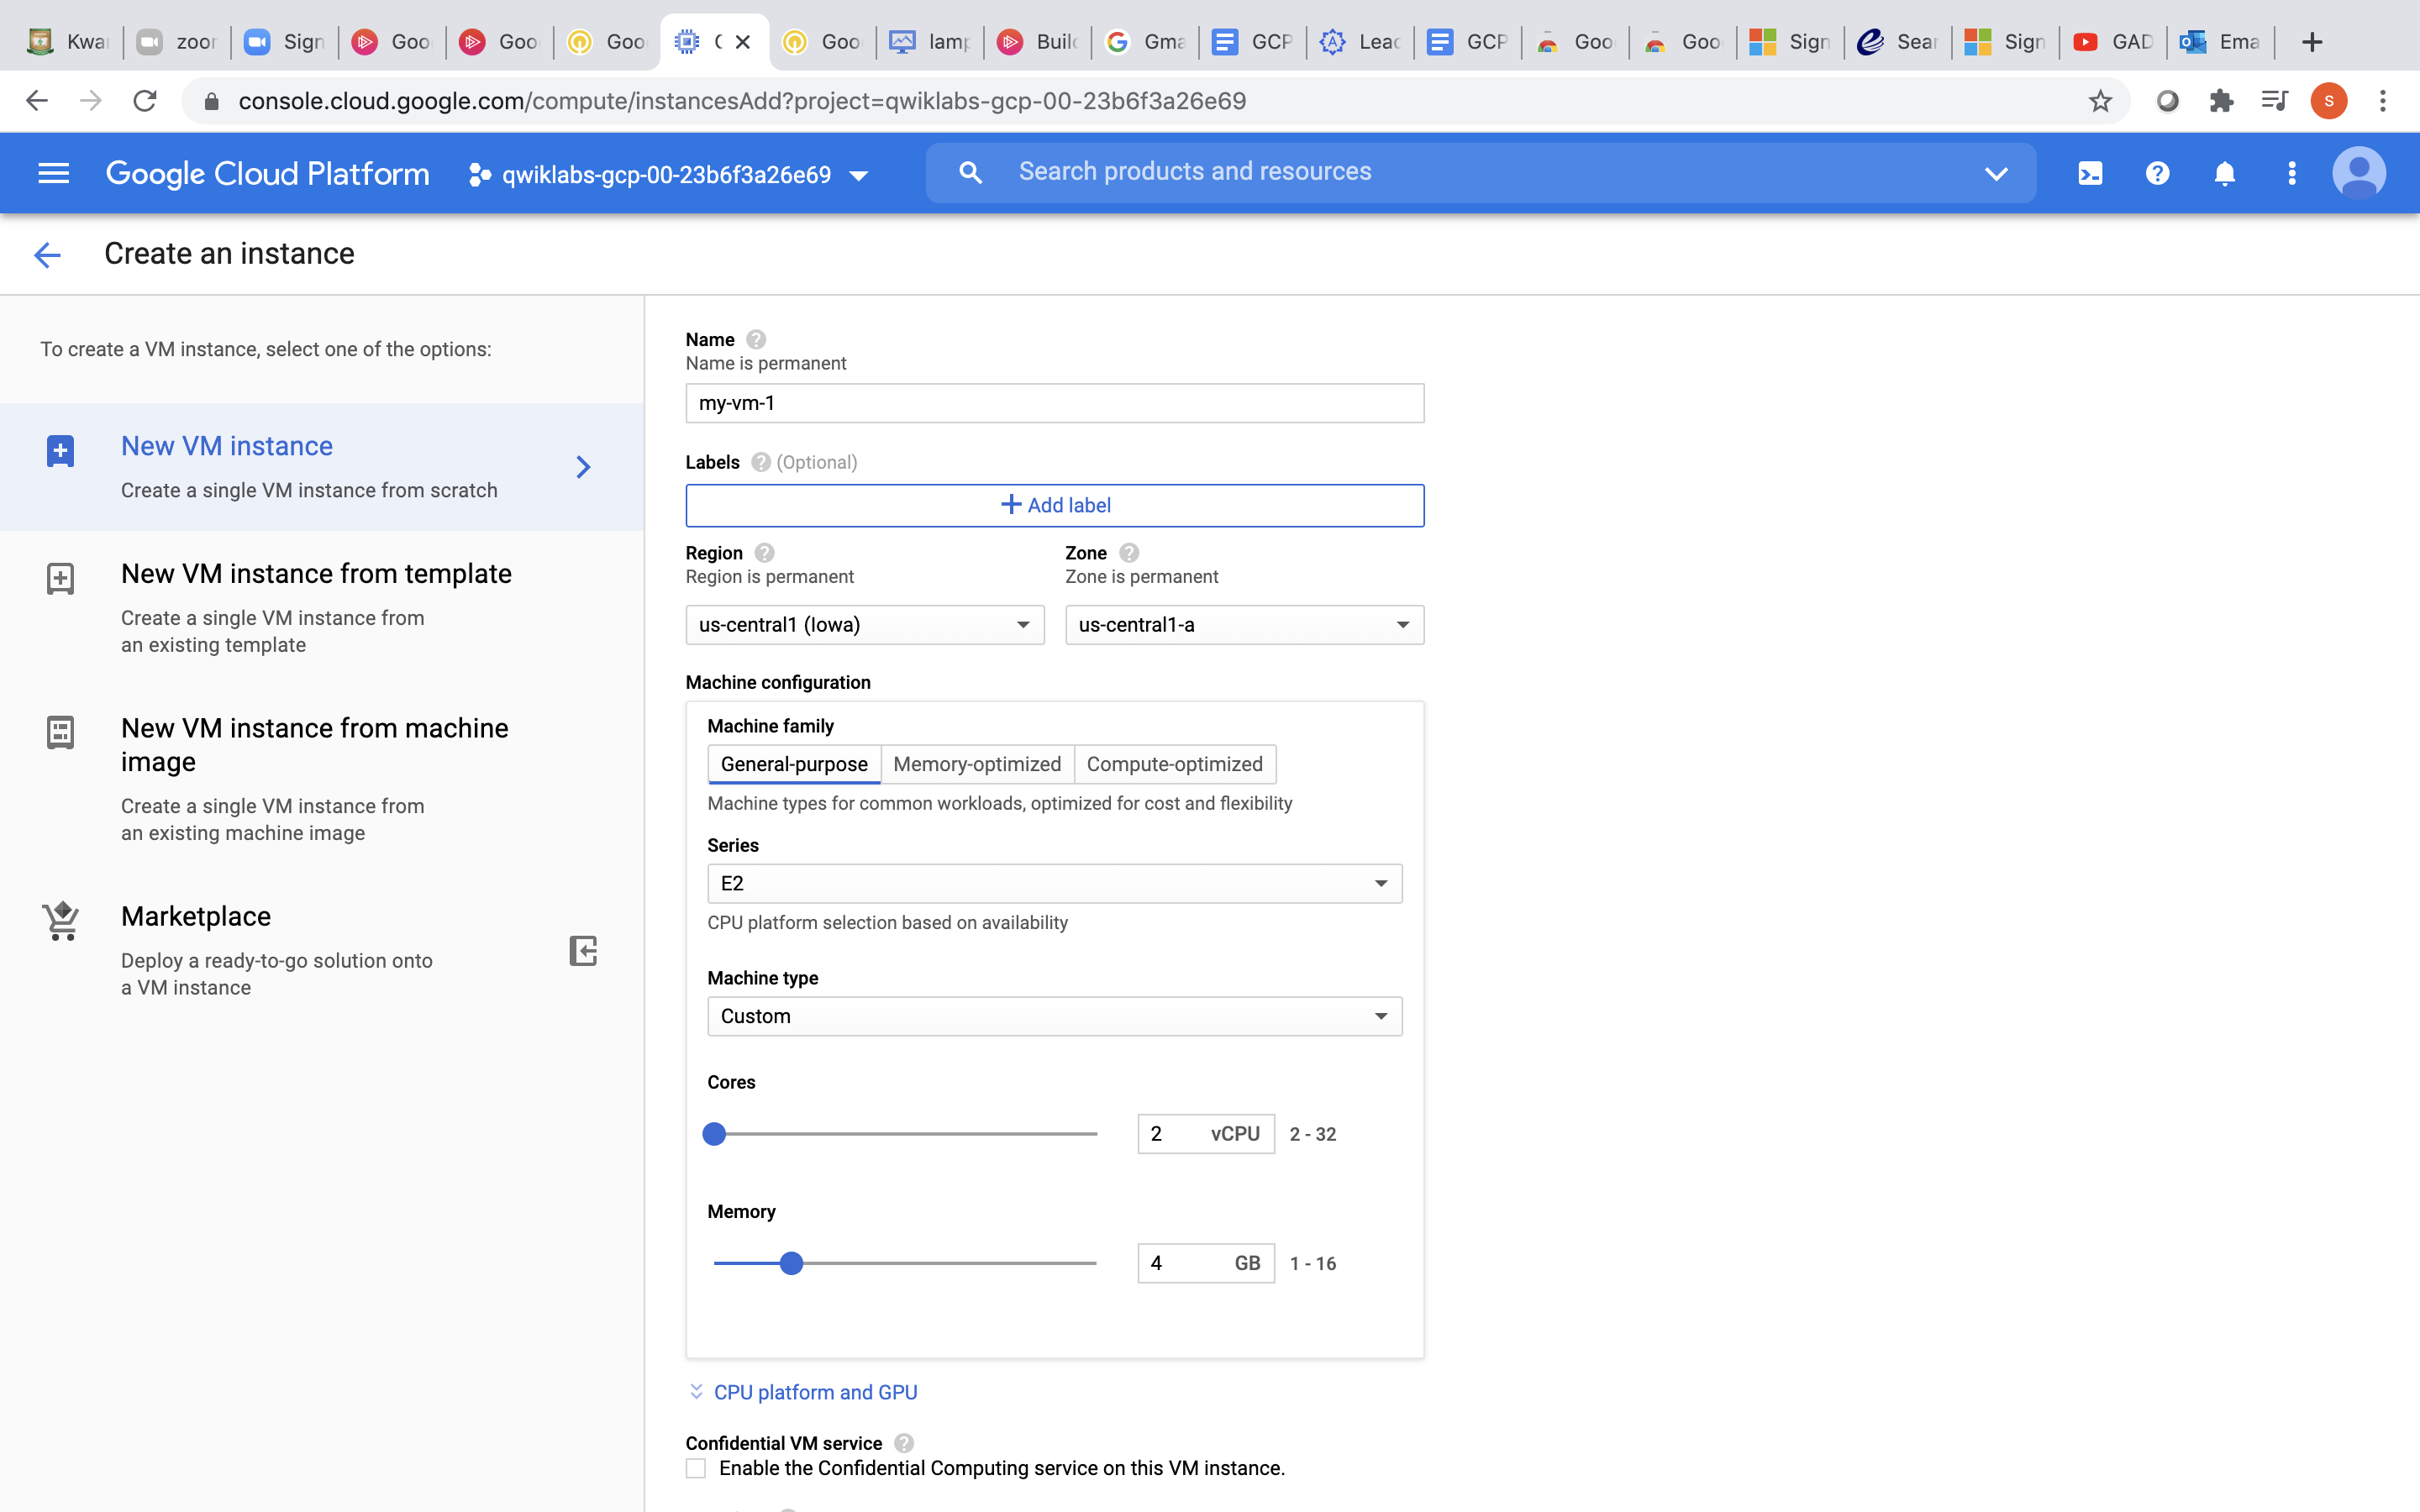 Kwa
zoor
Sign
Goo
Goo
Goo
Goo
lamp
Build
Gma
GCP
Lead
GCP
Goo
Goo
Sign
Sear
Sign
GAD
Ema
console.cloud.google.com/compute/instancesAdd?project=qwiklabs-gcp-00-23b6f3a26e69
S
Google Cloud Platform
qwiklabs-gcp-00-23b6f3a26e69
Search products and resources
Create an instance
To create a VM instance, select one of the options:
New VM instance
Create a single VM instance from scratch
New VM instance from template
Create a single VM instance from
an existing template
New VM instance from machine
image
Create a single VM instance from
an existing machine image
Marketplace
Deploy a ready-to-go solution onto
a VM instance
Name
Name is permanent
my-vm-1
Labels (Optional)
Add label
Region
Region is permanent
us-central1 (Iowa)
Zone
Zone is permanent
us-central1-a
Machine configuration
Machine family
General-purpose
Memory-optimized
Compute-optimized
Machine types for common workloads, optimized for cost and flexibility
Series
E2
CPU platform selection based on availability
Machine type
Custom
Cores
2 vCPU 2 - 32
Memory
4 GB 1 - 16
CPU platform and GPU
Confidential VM service
Enable the Confidential Computing service on this VM instance.